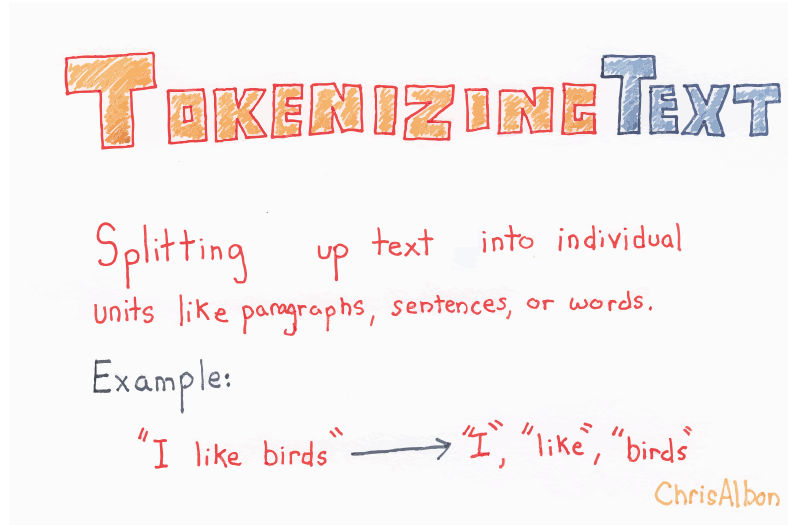 TOKENIZING TEXT
Splitting up text into individual
units like paragraphs, sentences, or words.
Example:
"I like birds" → "I", "like", "birds"
ChrisAlbon